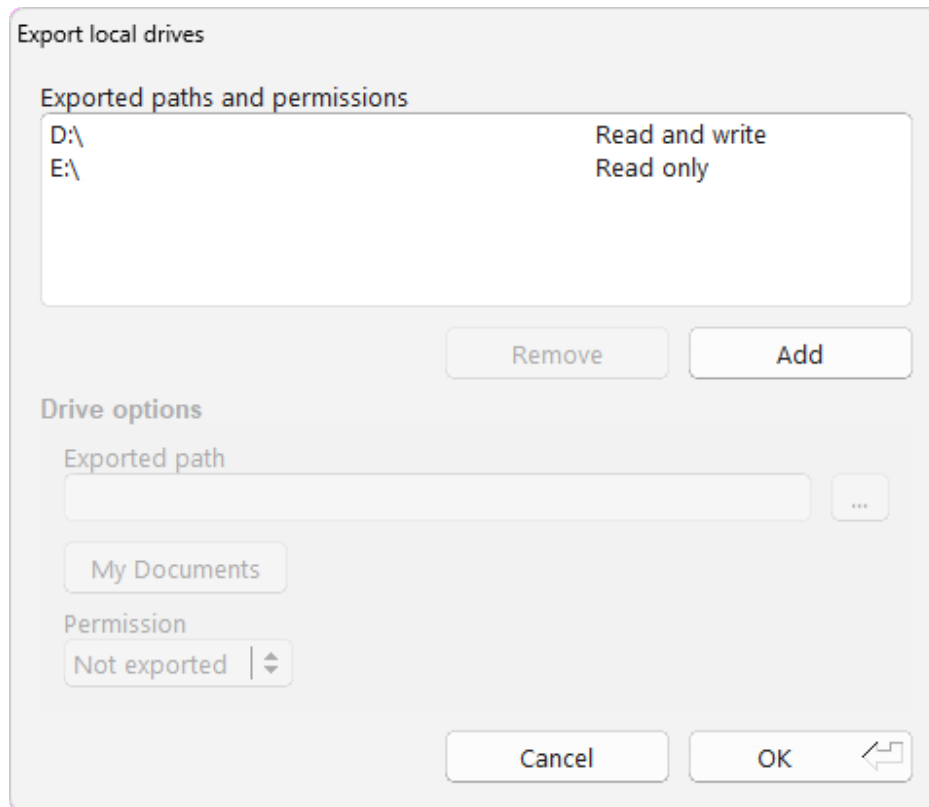 Export local drives
Exported paths and permissions
D:\ Read and write
E:\ Read only
Remove Add
Drive options
Exported path
...
My Documents
Permission
Not exported
Cancel OK